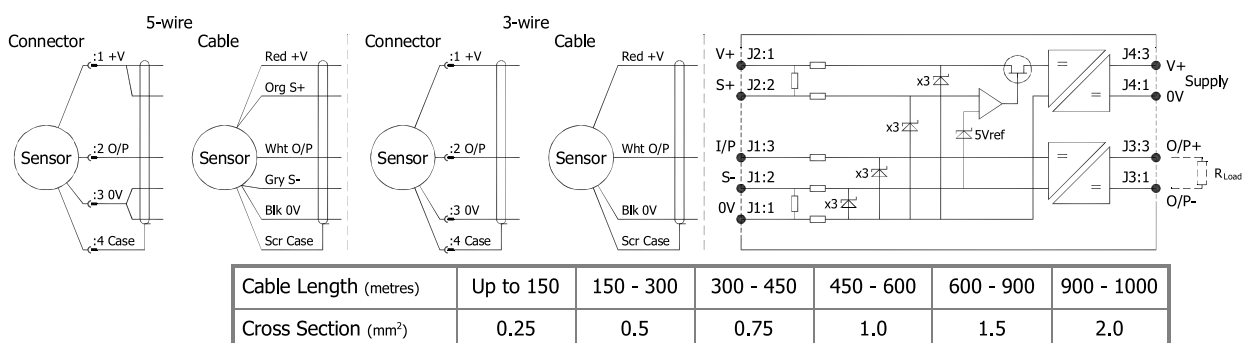 5-wire
Connector
Cable
:1 +V
:2 O/P
:3 0V
:4 Case
Sensor
Red +V
Org S+
Wht O/P
Gry S-
Blk 0V
Scr Case
Sensor
3-wire
Connector
Cable
:1 +V
:2 O/P
:3 0V
:4 Case
Sensor
Red +V
Wht O/P
Blk 0V
Scr Case
Sensor
V+ J2:1
S+ J2:2
I/P J1:3
S- J1:2
0V J1:1
x3
x3
x3
x3
5Vref
= =
= =
J4:3 V+
Supply
J4:1 0V
J3:3 O/P+
RLoad
J3:1 O/P-
Cable Length (metres) Up to 150 150 - 300 300 - 450 450 - 600 600 - 900 900 - 1000
Cross Section (mm²) 0.25 0.5 0.75 1.0 1.5 2.0